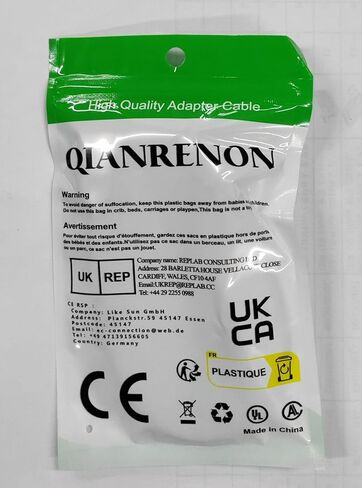 High Quality Adapter Cable
QIANRENON
Warning
To avoid danger of suffocation, keep this plastic bags away from babies children.
Do not use this bag in crib, beds, carriages or playpen,This bag is not a toy.
Avertissement
Pour éviter tout risque d'étouffement, gardez ces sacs en plastique hors de portée
des bébés et des enfants.N'utilisez pas ce sac dans un berceau, un lit, une voiture
ou un parc, ce sac n'est pas un jouet.
UK REP
Company name: REPLAB CONSULTING LTD
Address: 28 BARLETTA HOUSE VELLACOTT CLOSE
CARDIFF, WALES, CF10 4AF
Email:UKREP@REPLAB.CC
Tel: +44 29 2255 0988
CE RSP :
Company: Like Sun GmbH
Address: Planckstr.59 45147 Essen
Postcode: 45147
E mail: ec-connection@web.de
Tel: +49 47139156605
Country: Germany
UK
CA
FR
PLASTIQUE
CE
UL
Made in China